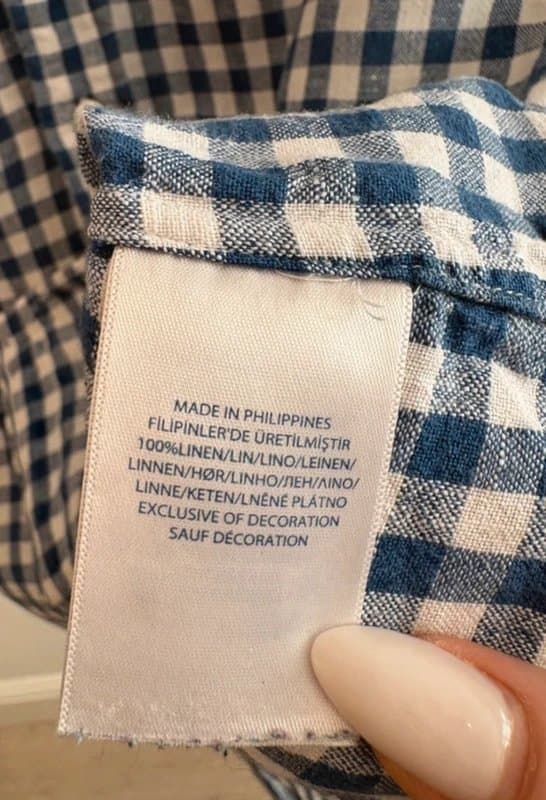 MADE IN PHILIPPINES
FİLİPİNLER'DE ÜRETİLMİŞTİR
100%LINEN/LIN/LINO/LEINEN/
LINNEN/HØR/LINHO/ЛЕН/ΛΙΝΟ/
LINNE/KETEN/LNĚNÉ PLÁTNO
EXCLUSIVE OF DECORATION
SAUF DÉCORATION